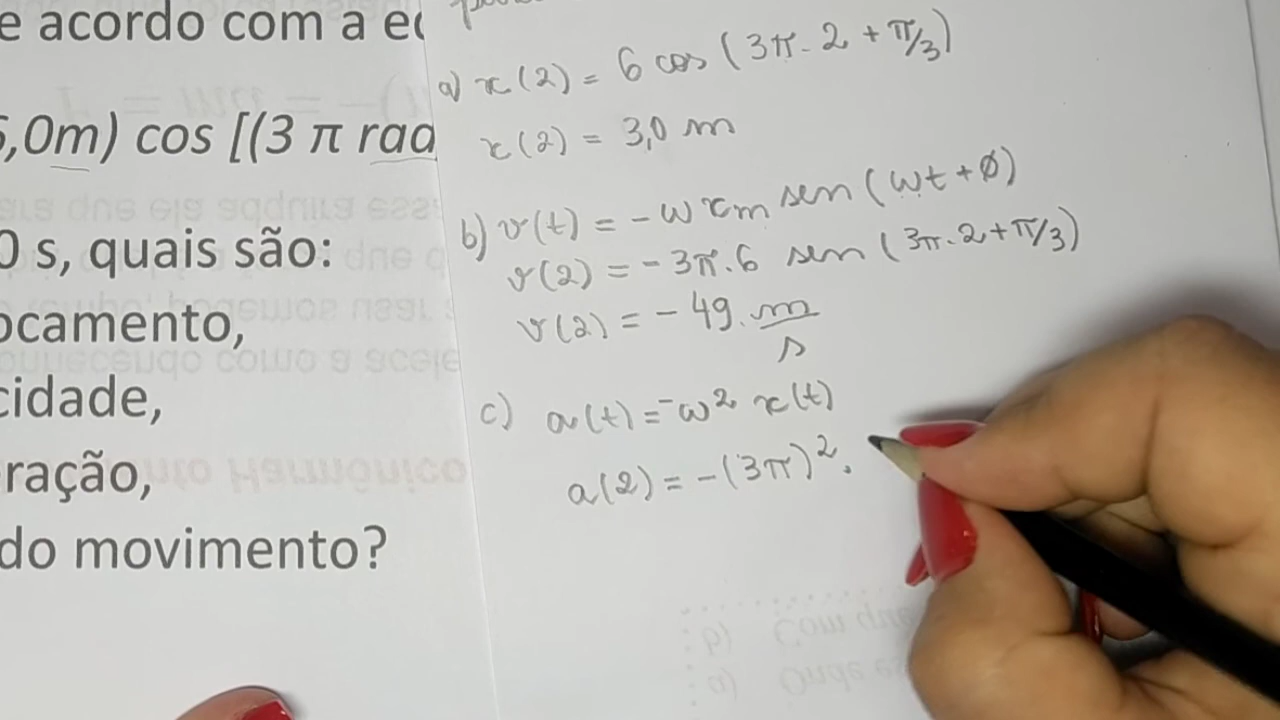 e acordo com a e
,0m) cos [(3 π rad
0 s, quais são:
ocamento,
cidade,
ração,
do movimento?
a) x(2) = 6 cos (3π. 2 + π/3)
x(2) = 3,0 m
b) v(t) = - ω xm sen (ωt + ø)
v(2) = - 3π.6 sen (3π.2+π/3)
v(2) = - 49. m/s
c) a(t) = -ω² x(t)
a(2) = -(3π)².